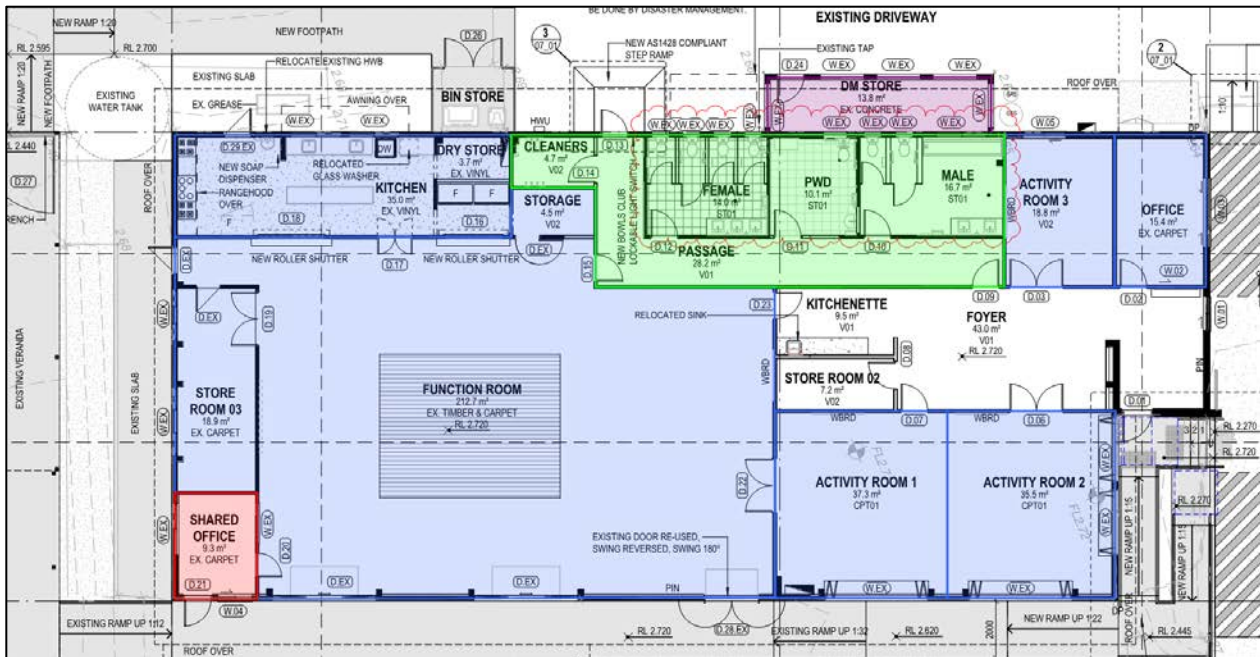 BE DONE BY DISASTER MANAGEMENT.
EXISTING DRIVEWAY
NEW RAMP 1:20
NEW FOOTPATH
D.26
3
07_01
NEW AS1428 COMPLIANT
STEP RAMP
EXISTING TAP
2
07_01
RL 2.595
RL 2.700
RELOCATE EXISTING HWB
W.EX
W.EX
W.EX
D.24
ROOF OVER
NEW RAMP 1:20
NEW FOOTPATH
EXISTING
WATER TANK
EXISTING SLAB
EX. GREASE
AWNING OVER
BIN STORE
DM STORE
13.8 m²
EX. CONCRETE
W.EX
W.EX
1:10
W.EX
W.EX
HWU
W.EX
W.EX
W.EX
W.EX
W.EX
W.EX
W.EX
W.05
DP
D.29.EX
D.13
D.27
NEW SOAP
DISPENSER
RANGEHOOD
OVER
RELOCATED
GLASS WASHER
DW
DRY STORE
3.7 m²
EX. VINYL
CLEANERS
4.7 m²
V02
D.14
KITCHEN
35.0 m²
EX. VINYL
F
F
F
STORAGE
4.5 m²
V02
FEMALE
14.0 m²
ST01
PWD
10.1 m²
ST01
MALE
16.7 m²
ST01
WBRD
ACTIVITY
ROOM 3
18.8 m²
V02
OFFICE
15.4 m²
EX. CARPET
W.03
ROOF OVER
D.18
D.16
NEW BOWLS CLUB
LOCKABLE LIGHT SWITCH
D.12
D.11
D.10
D.EX
NEW ROLLER SHUTTER
D.17
NEW ROLLER SHUTTER
D.EX
D.15
PASSAGE
28.2 m²
V01
W.02
D.EX
D.19
D.23
D.09
D.03
D.02
RELOCATED SINK
KITCHENETTE
9.5 m²
V01
FOYER
43.0 m²
V01
W.01
W.EX
D.08
RL 2.720
PIN
EXISTING VERANDA
EXISTING SLAB
STORE
ROOM 03
18.9 m²
EX. CARPET
FUNCTION ROOM
212.7 m²
EX. TIMBER & CARPET
RL 2.720
WBRD
STORE ROOM 02
7.2 m²
V02
W.EX
WBRD
D.07
WBRD
D.06
D.01
3 2 1
RL 2.270
RL 2.720
D.22
ACTIVITY ROOM 1
37.3 m²
CPT01
ACTIVITY ROOM 2
35.5 m²
CPT01
W.EX
W.EX
RL 2.270
SHARED
OFFICE
9.3 m²
EX. CARPET
W.EX
W.EX
D.20
EXISTING DOOR RE-USED,
SWING REVERSED, SWING 180°
NEW RAMP UP 1:15
NEW RAMP UP 1:15
D.21
D.EX
D.EX
PIN
W.EX
W.EX
W.04
D.28.EX
ROOF OVER
EXISTING RAMP UP 1:12
RL 2.720
EXISTING RAMP UP 1:32
RL 2.620
2000
NEW RAMP UP 1:22
RL 2.445
ROOF OVER